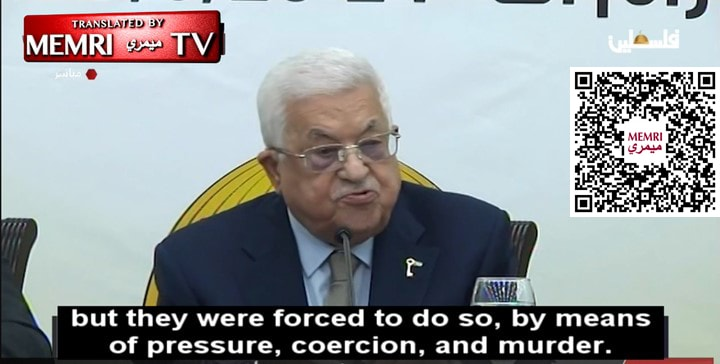 TRANSLATED BY
MEMRI ميمري TV
مباشر
فلسطين
MEMRI
ميمري
but they were forced to do so, by means
of pressure, coercion, and murder.